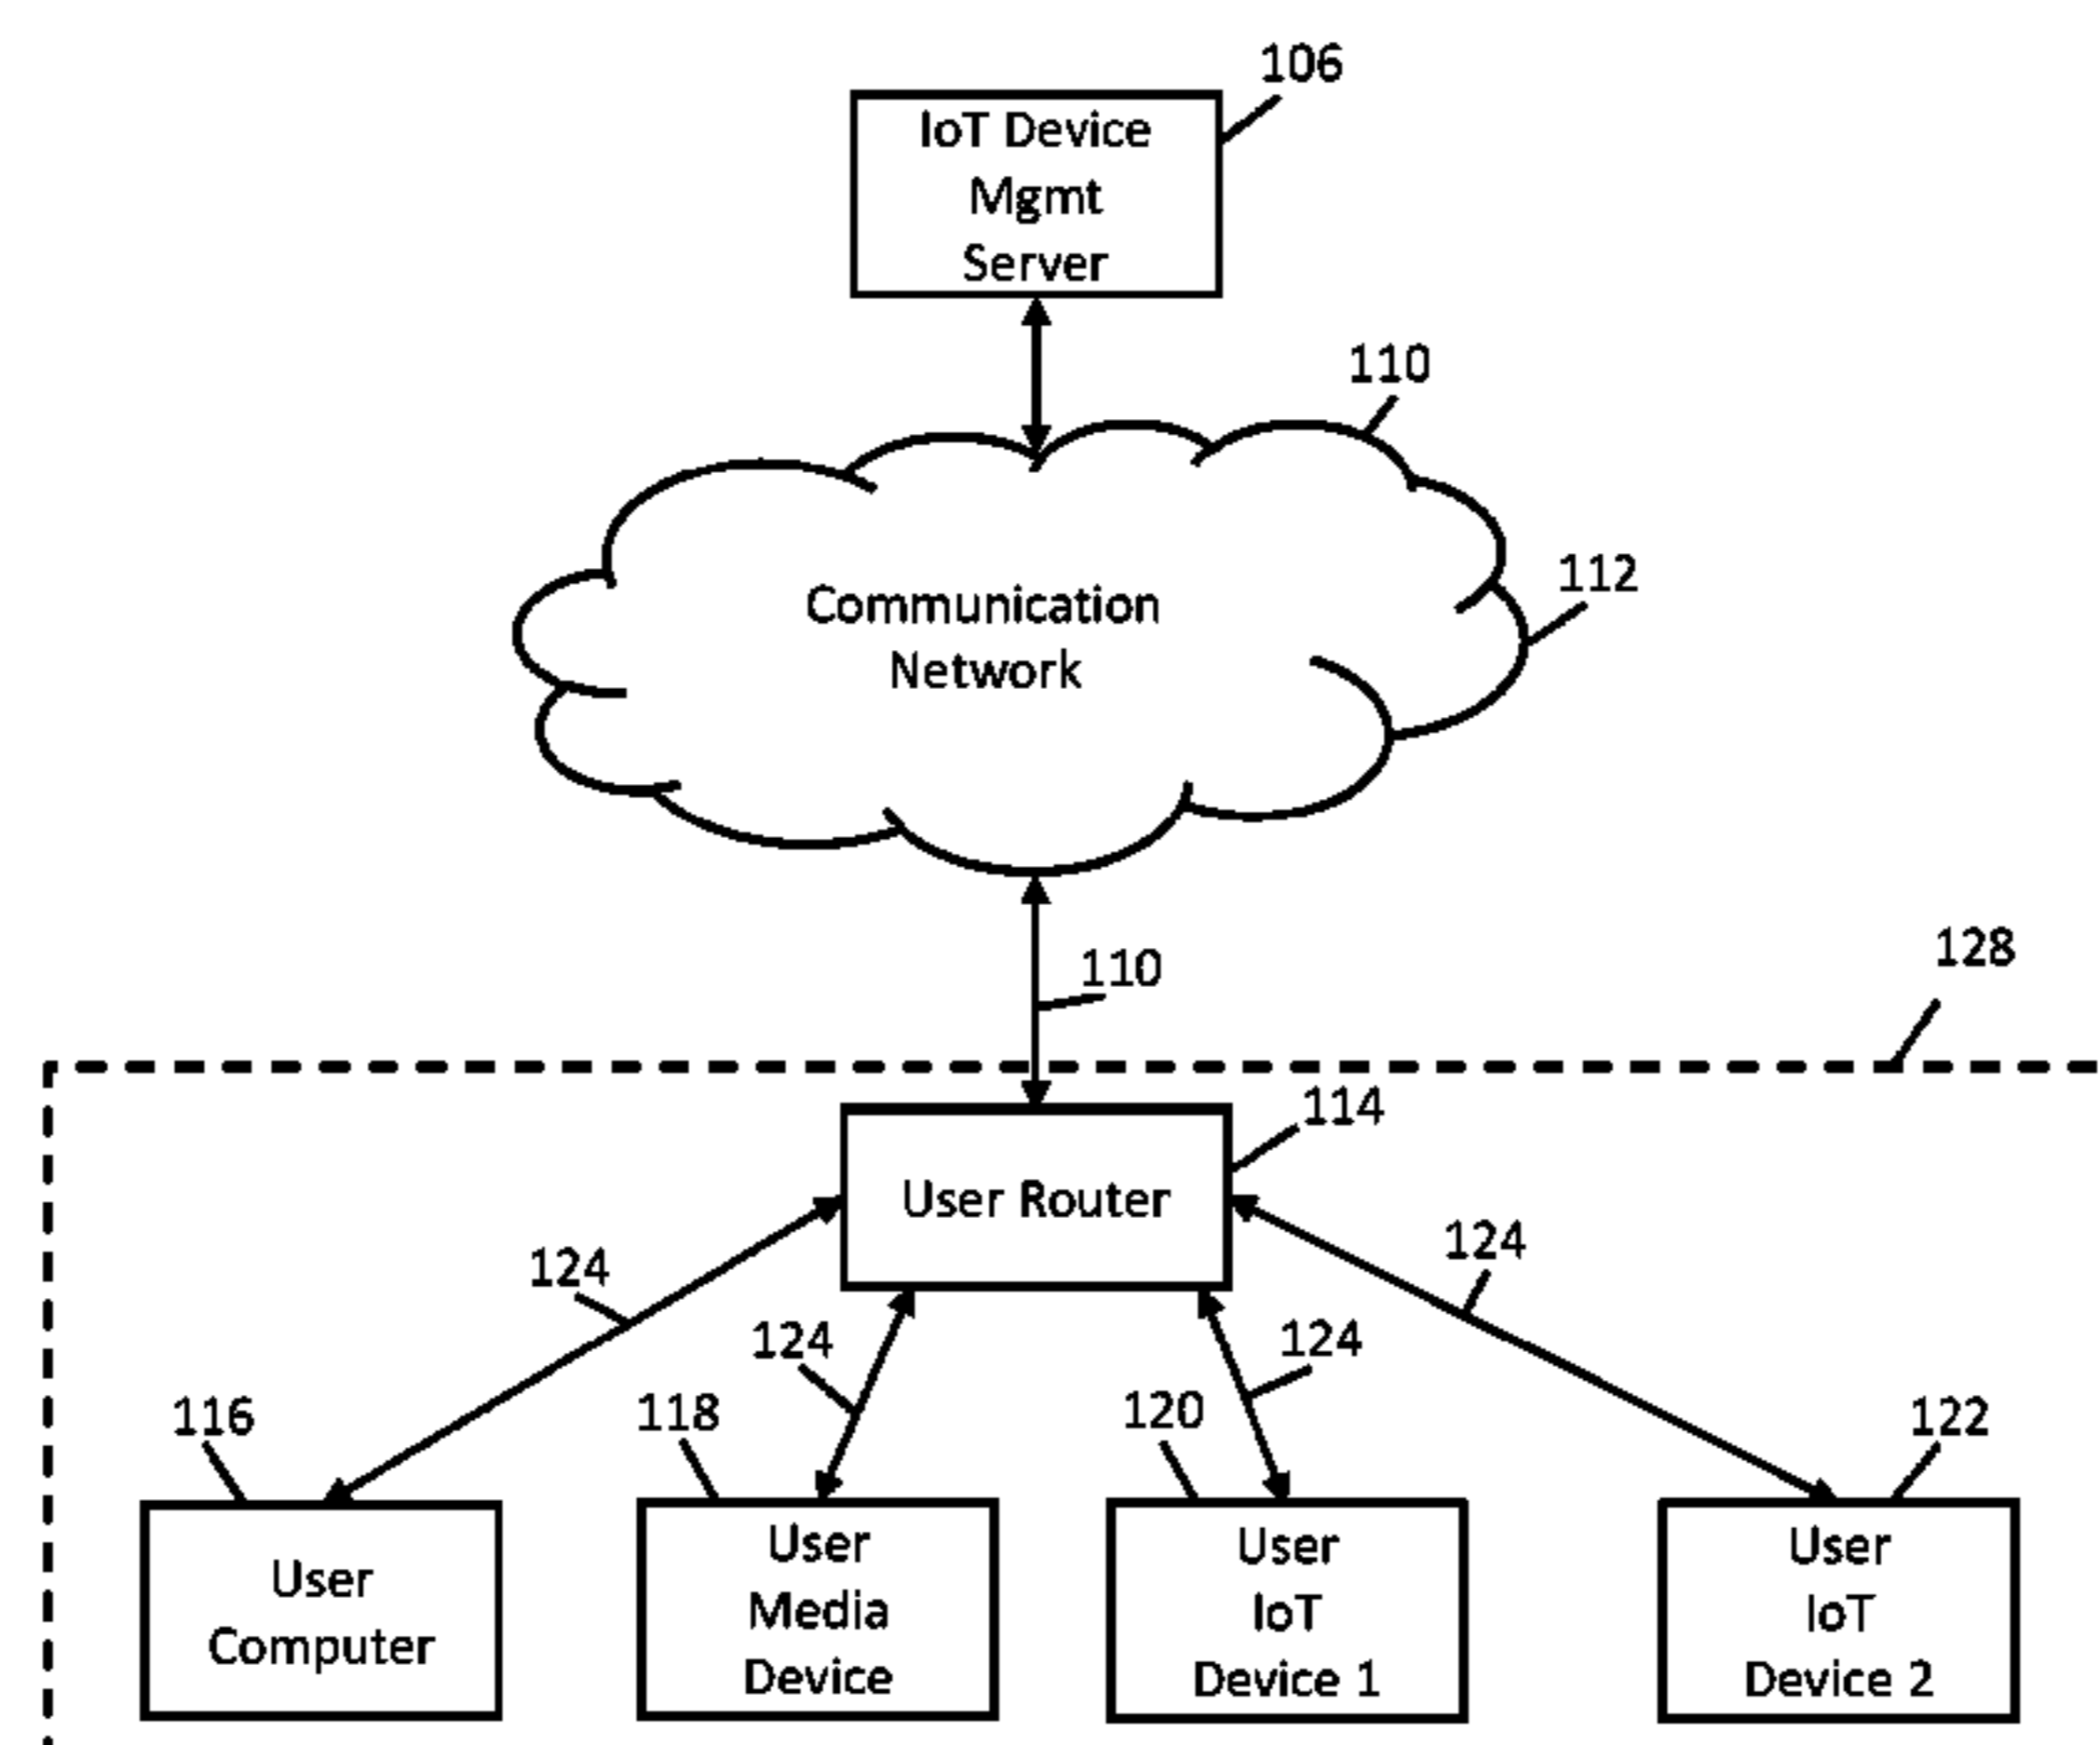 106
IoT Device
Mgmt
Server
110
112
Communication
Network
110
128
114
User Router
124
124
124
124
116
118
120
122
User
Computer
User
Media
Device
User
IoT
Device 1
User
IoT
Device 2